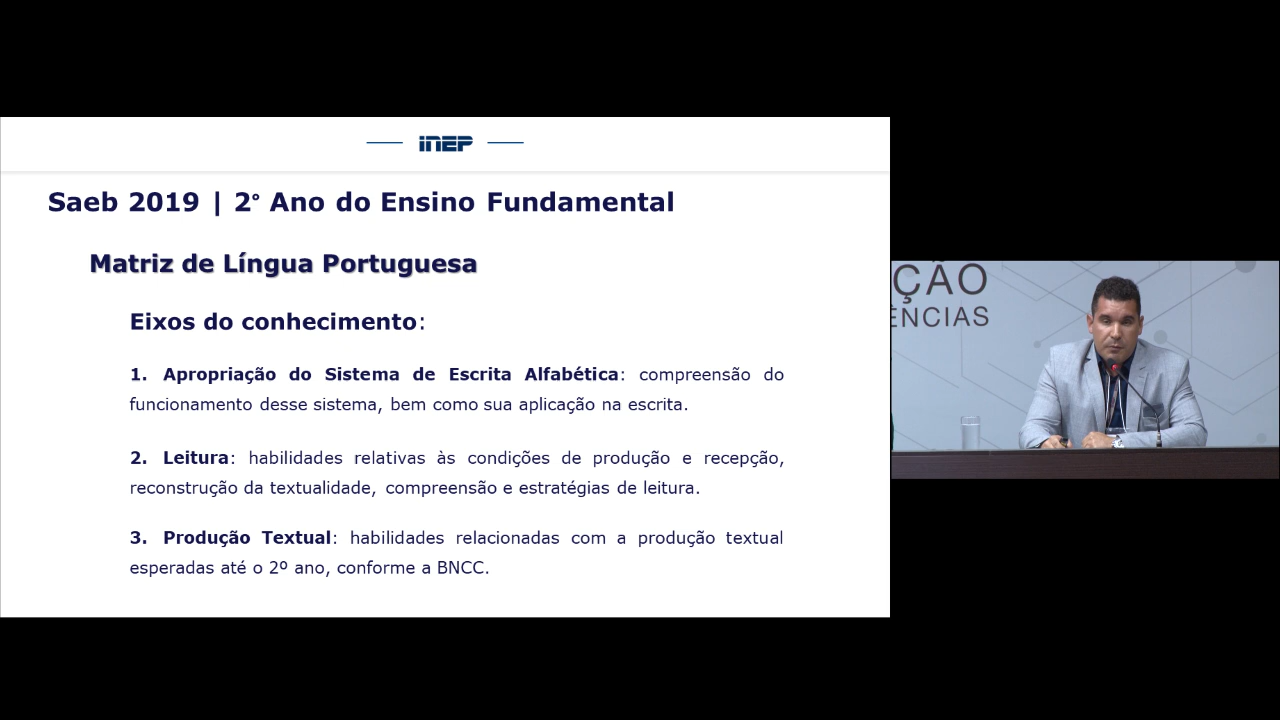 INEP
Saeb 2019 | 2° Ano do Ensino Fundamental
Matriz de Língua Portuguesa
Eixos do conhecimento:
1. Apropriação do Sistema de Escrita Alfabética: compreensão do
funcionamento desse sistema, bem como sua aplicação na escrita.
2. Leitura: habilidades relativas às condições de produção e recepção,
reconstrução da textualidade, compreensão e estratégias de leitura.
3. Produção Textual: habilidades relacionadas com a produção textual
esperadas até o 2º ano, conforme a BNCC.
ÇÃO
ÊNCIAS